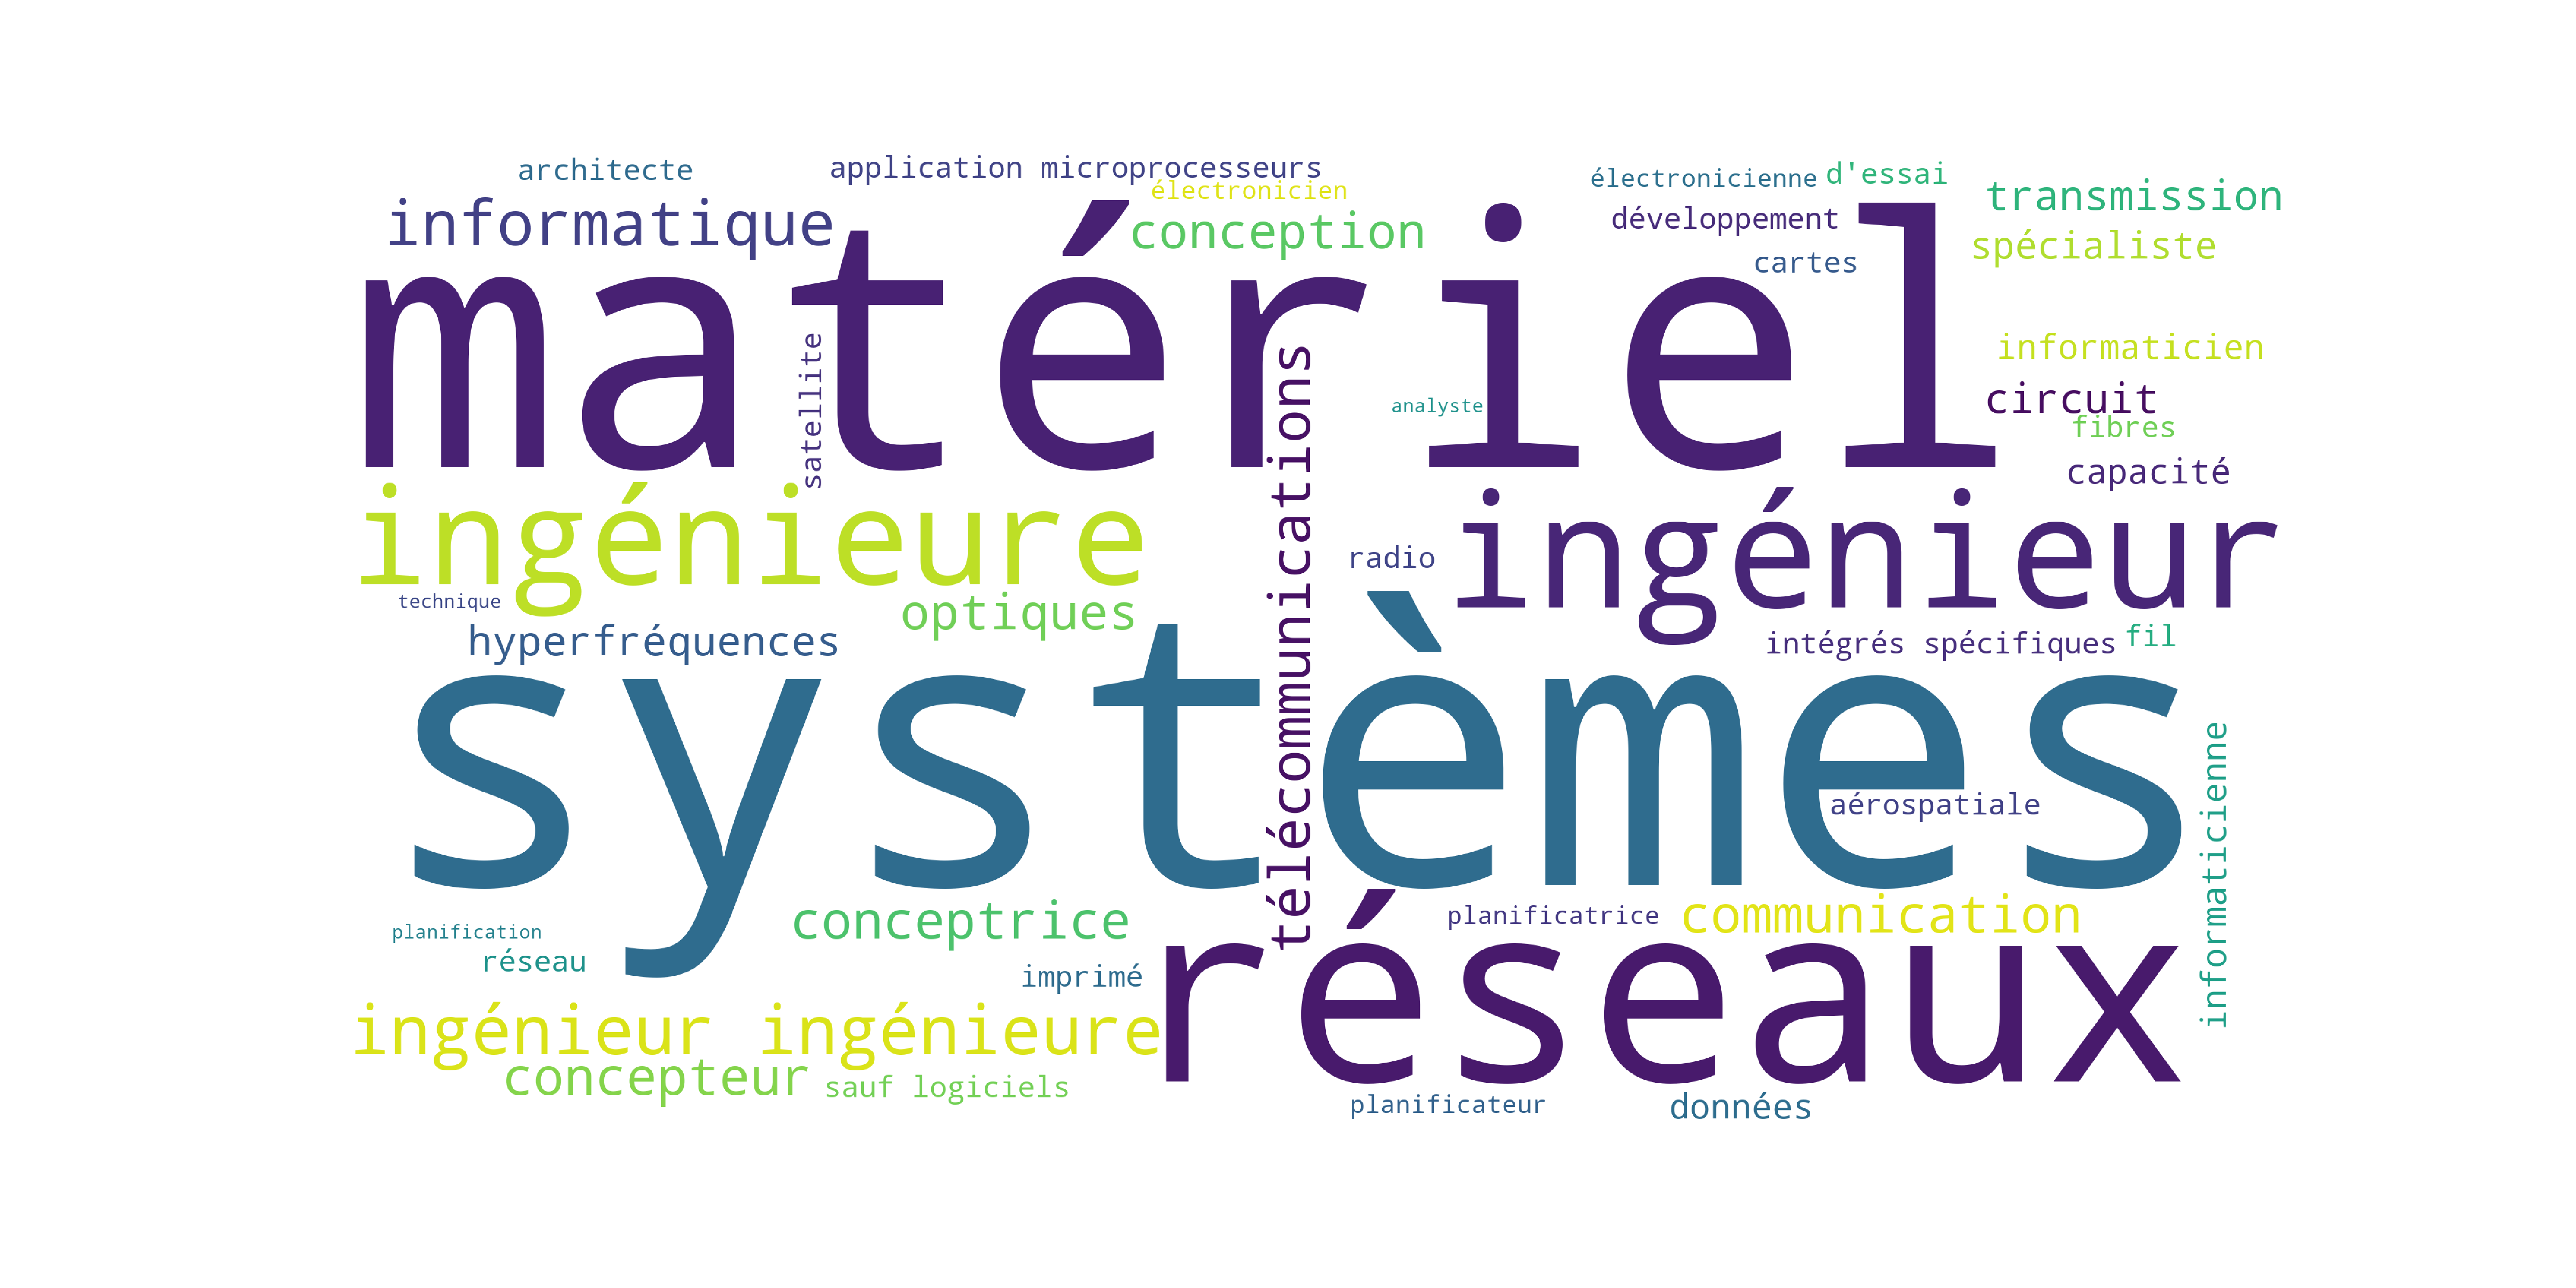 architecte
application microprocesseurs
électronicien
électronicienne
d'essai
transmission
informatique
conception
développement
spécialiste
cartes
matériel
satellite
télécommunications
analyste
informaticien
circuit
fibres
capacité
ingénieure
ingénieur
radio
technique
optiques
hyperfréquences
intégrés spécifiques
fil
systèmes
aérospatiale
informaticienne
conceptrice
planificatrice
communication
planification
réseau
imprimé
réseaux
ingénieur ingénieure
concepteur
sauf logiciels
planificateur
données